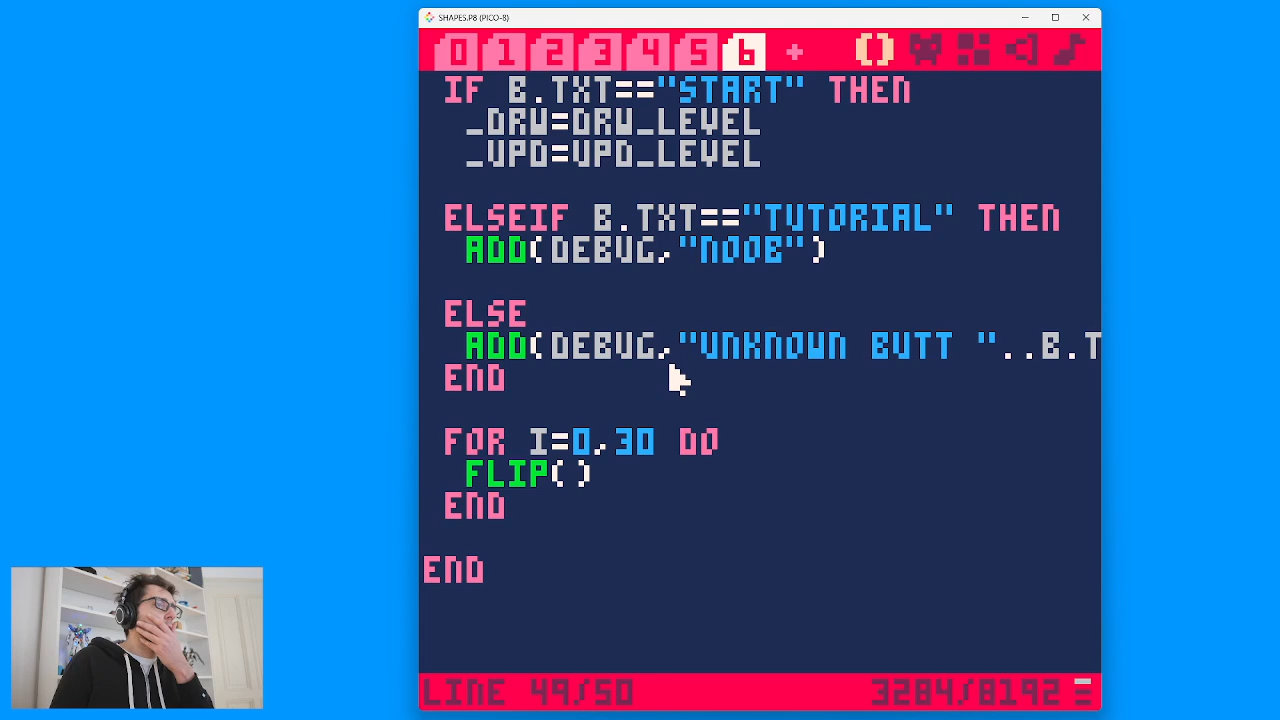 SHAPES.P8 (PICO-8)
0 1 2 3 4 5 6 +
IF B.TXT=="START" THEN
_DRW=DRW_LEVEL
_UPD=UPD_LEVEL
ELSEIF B.TXT=="TUTORIAL" THEN
ADD(DEBUG,"NOOB")
ELSE
ADD(DEBUG,"UNKNOWN BUTT "..B.T
END
FOR I=0,30 DO
FLIP()
END
END
LINE 49/50
3284/8192